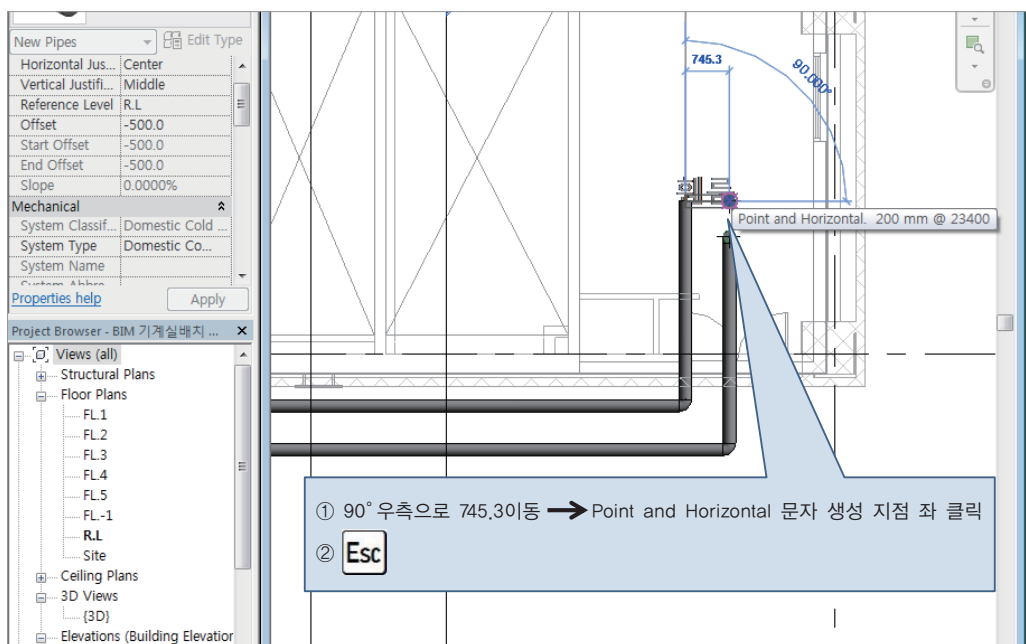 New Pipes
Edit Type
Horizontal Jus... Center
Vertical Justifi... Middle
Reference Level R.L
Offset -500.0
Start Offset -500.0
End Offset -500.0
Slope 0.0000%
Mechanical
System Classif... Domestic Cold ...
System Type Domestic Co...
System Name
System Abbre
Properties help
Apply
Project Browser - BIM 기계실배치 ...
Views (all)
Structural Plans
Floor Plans
FL.1
FL.2
FL.3
FL.4
FL.5
FL.-1
R.L
Site
Ceiling Plans
3D Views
{3D}
Elevations (Building Elevation
745.3
90.000°
Point and Horizontal. 200 mm @ 23400
① 90° 우측으로 745.3이동 → Point and Horizontal 문자 생성 지점 좌 클릭
② Esc